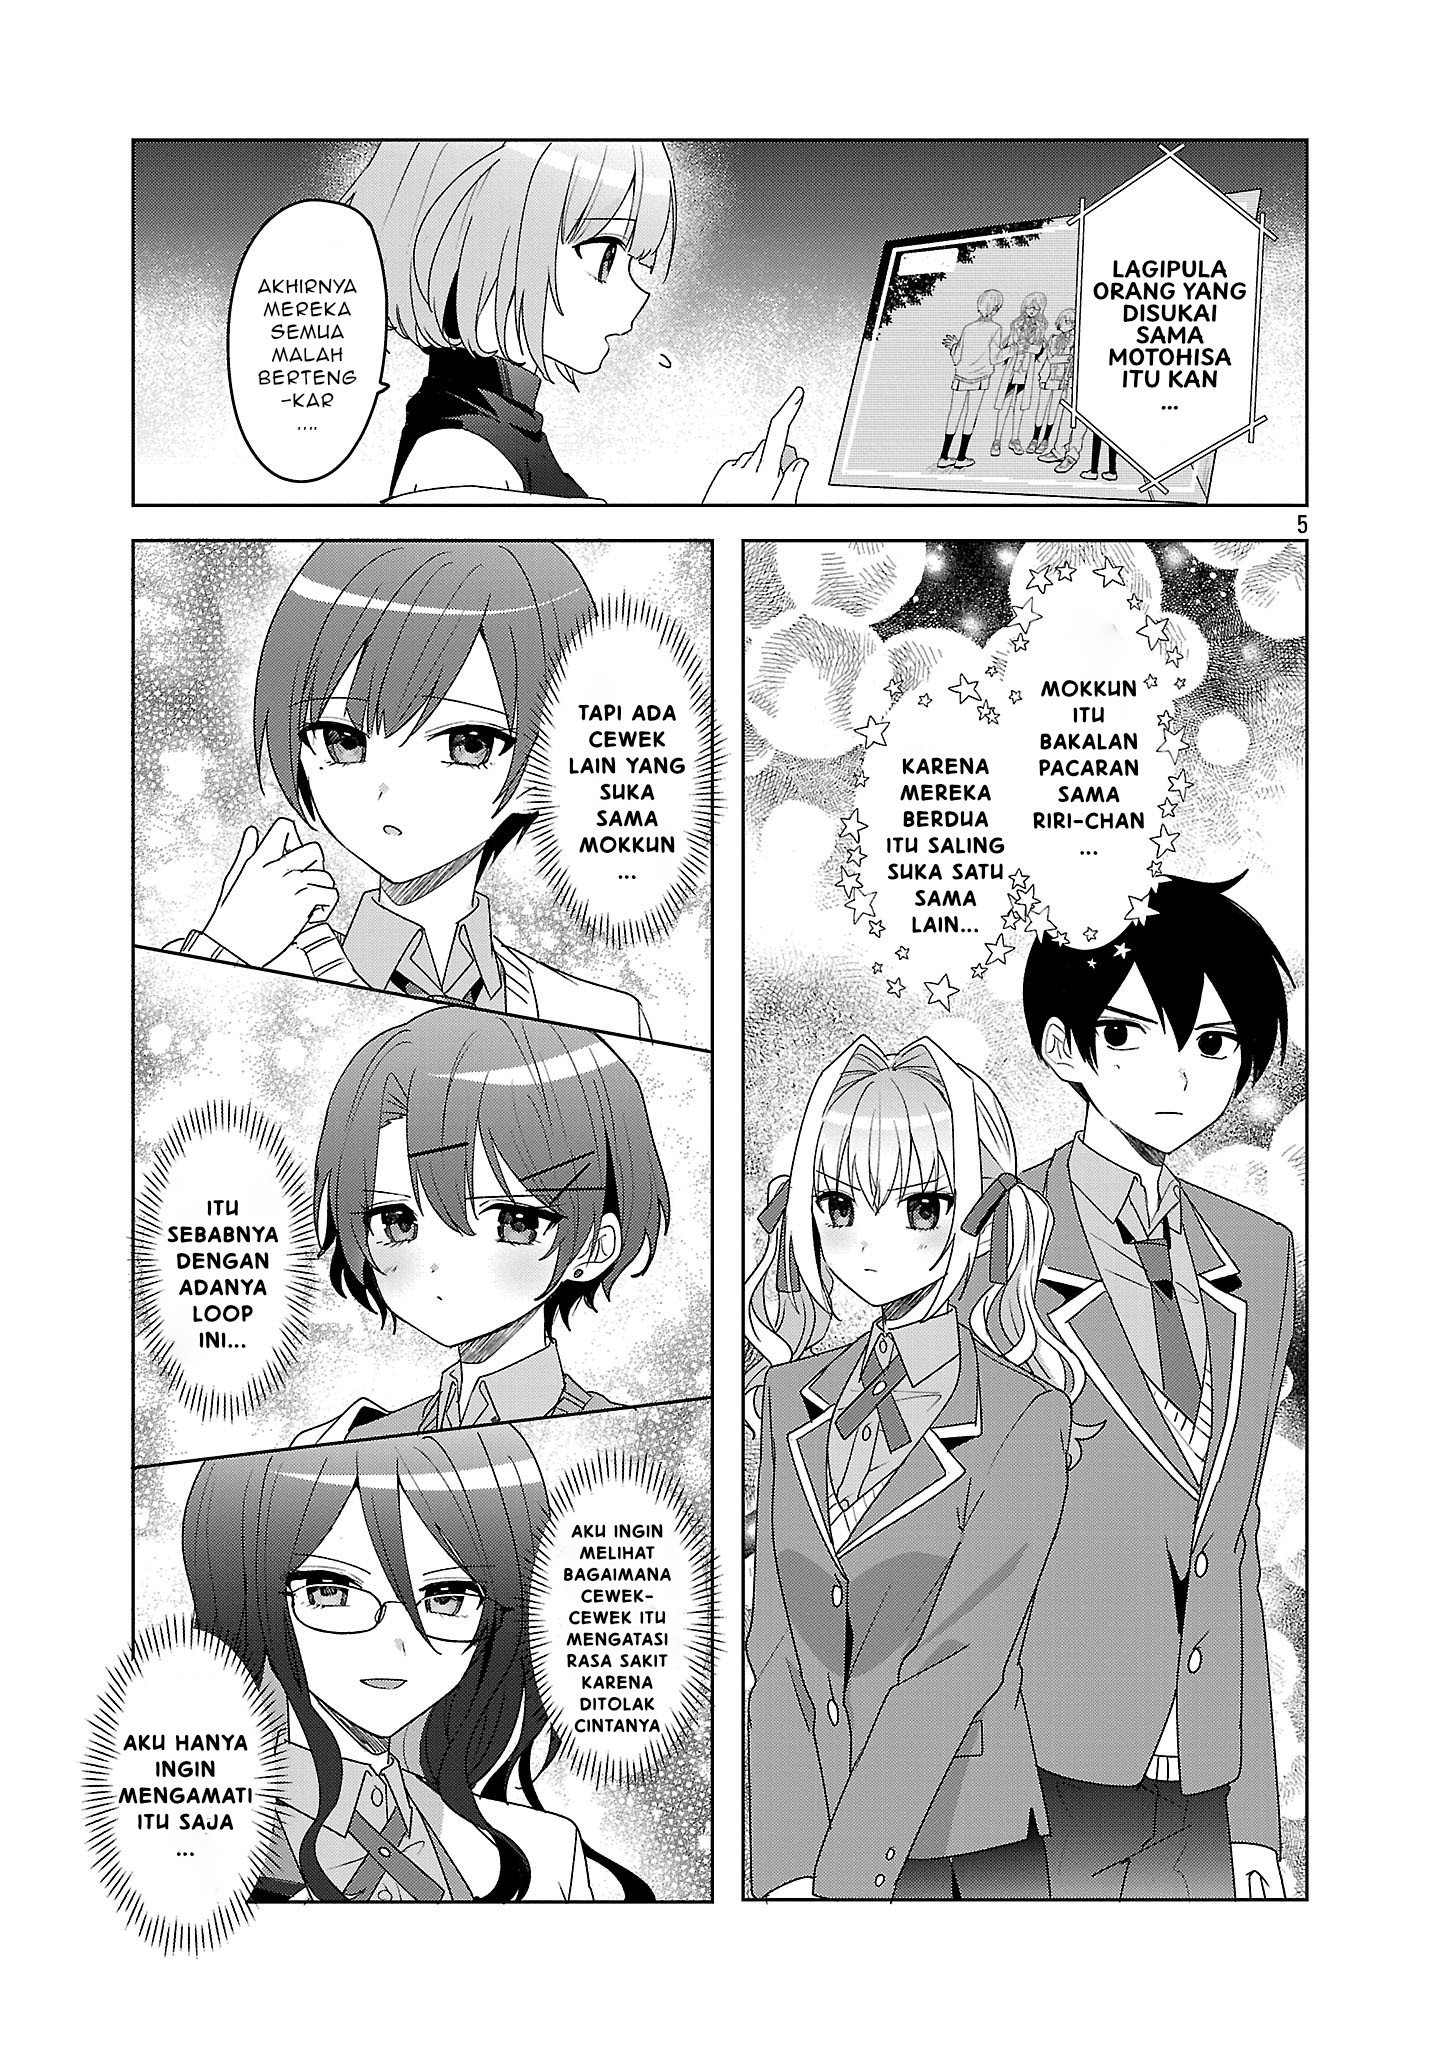 LAGIPULA
ORANG YANG
DISUKAI
SAMA
MOTOHISA
ITU KAN
...
AKHIRNYA
MEREKA
SEMUA
MALAH
BERTENG
-KAR
....
5
MOKKUN
ITU
BAKALAN
PACARAN
SAMA
RIRI-CHAN
...
KARENA
MEREKA
BERDUA
ITU SALING
SUKA SATU
SAMA
LAIN...
TAPI ADA
CEWEK
LAIN YANG
SUKA
SAMA
MOKKUN
...
ITU
SEBABNYA
DENGAN
ADANYA
LOOP
INI...
AKU INGIN
MELIHAT
BAGAIMANA
CEWEK-
CEWEK ITU
MENGATASI
RASA SAKIT
KARENA
DITOLAK
CINTANYA
AKU HANYA
INGIN
MENGAMATI
ITU SAJA
...